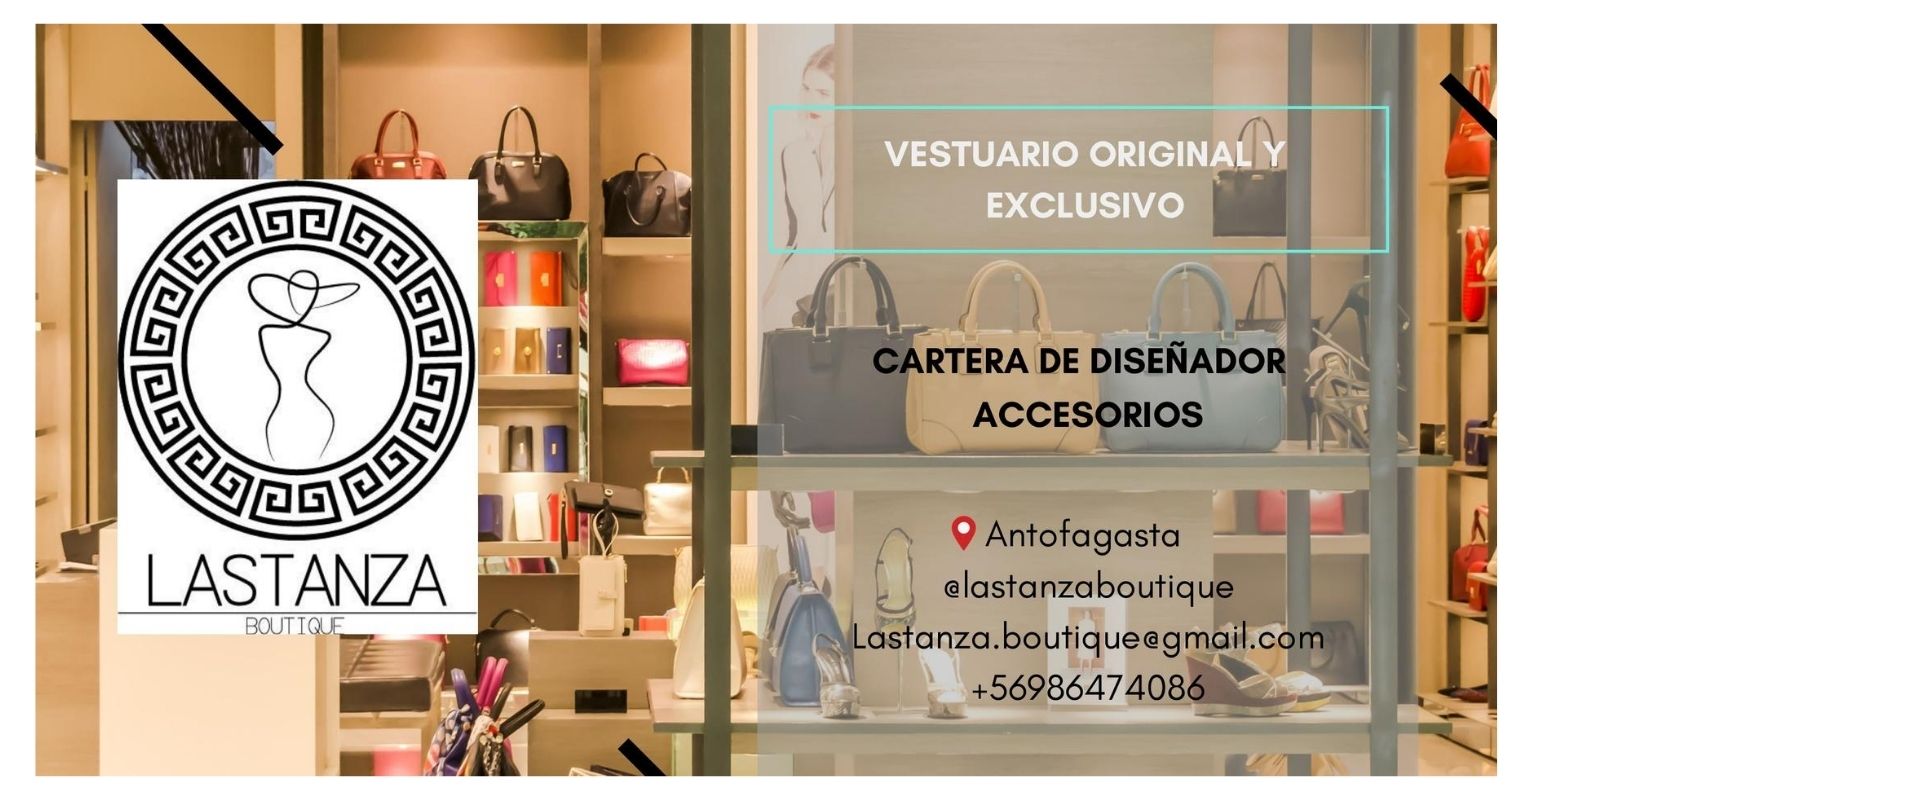 LASTANZA
BOUTIQUE
VESTUARIO ORIGINAL Y
EXCLUSIVO
CARTERA DE DISEÑADOR
ACCESORIOS
Antofagasta
@lastanzaboutique
Lastanza.boutique@gmail.com
+56986474086